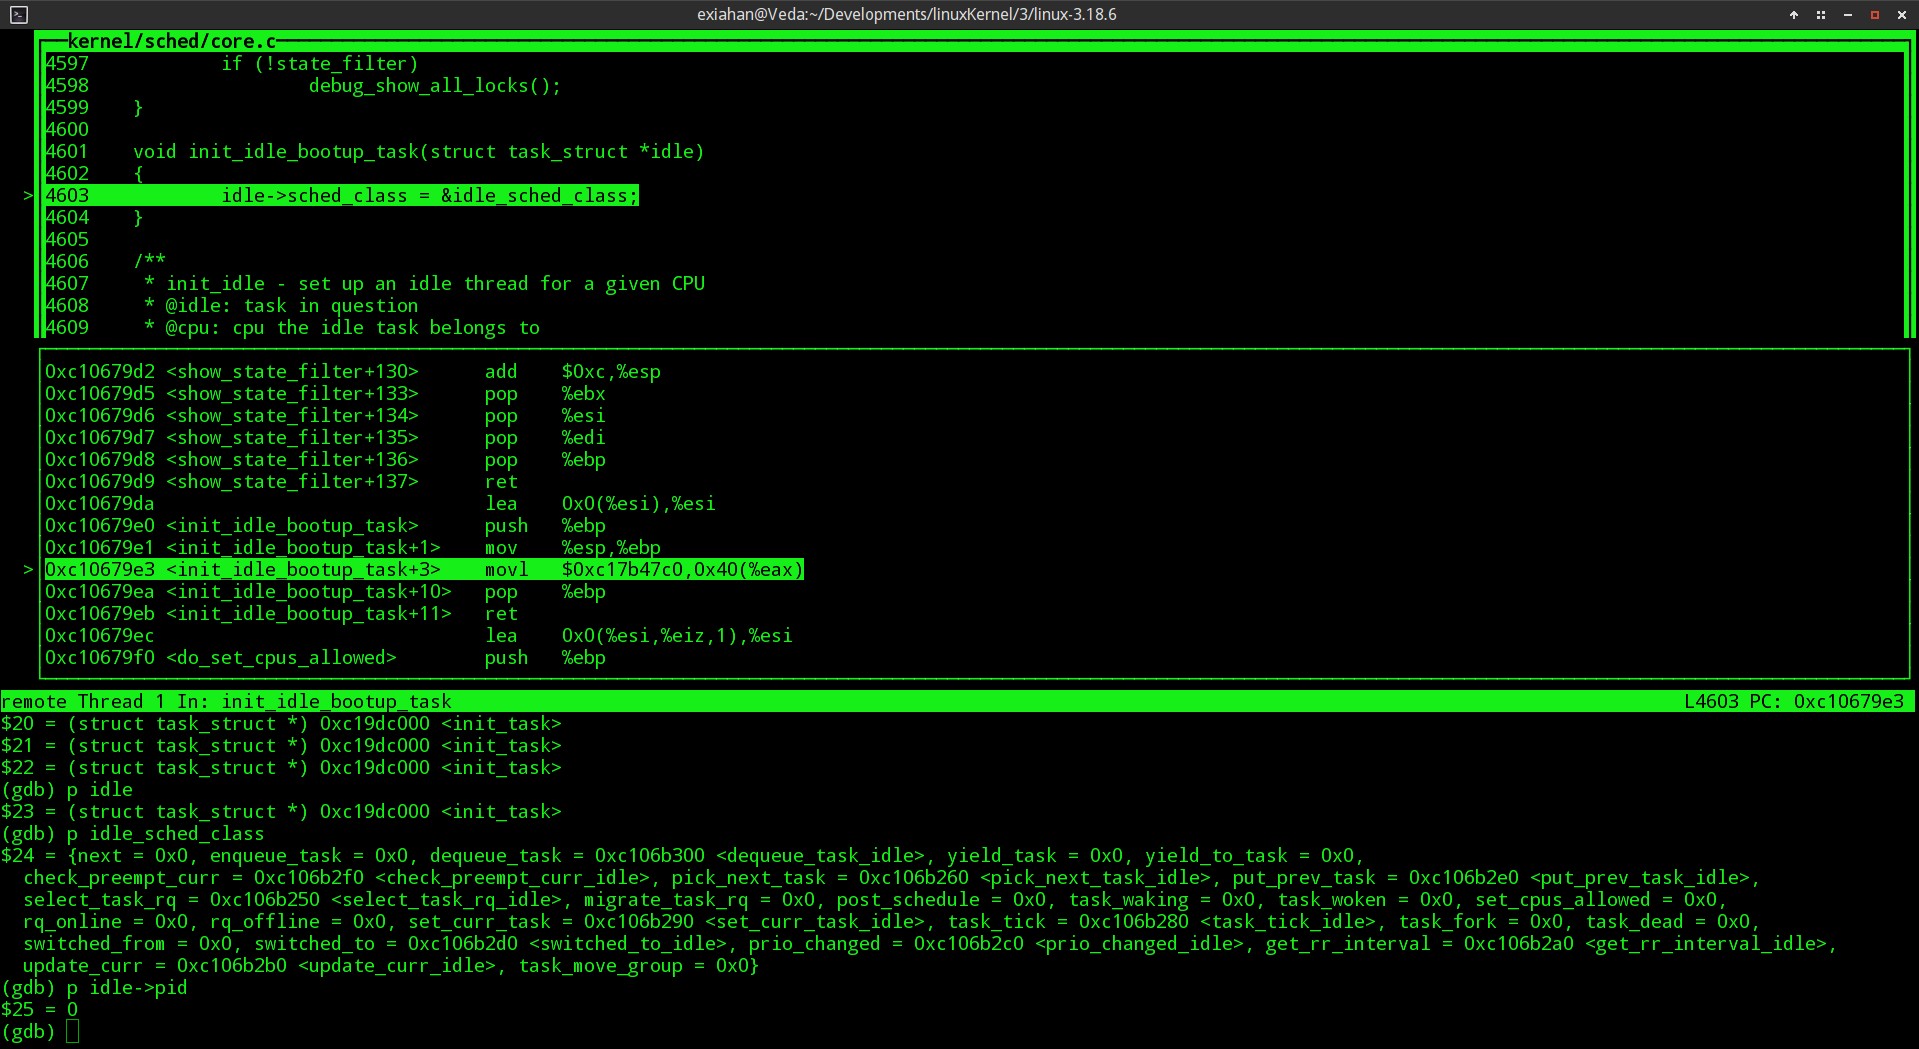 exiahan@Veda:~/Developments/linuxKernel/3/linux-3.18.6
kernel/sched/core.c
4597            if (!state_filter)
4598                    debug_show_all_locks();
4599    }
4600
4601    void init_idle_bootup_task(struct task_struct *idle)
4602    {
>4603            idle->sched_class = &idle_sched_class;
4604    }
4605
4606    /**
4607     * init_idle - set up an idle thread for a given CPU
4608     * @idle: task in question
4609     * @cpu: cpu the idle task belongs to
0xc10679d2 <show_state_filter+130>      add    $0xc,%esp
0xc10679d5 <show_state_filter+133>      pop    %ebx
0xc10679d6 <show_state_filter+134>      pop    %esi
0xc10679d7 <show_state_filter+135>      pop    %edi
0xc10679d8 <show_state_filter+136>      pop    %ebp
0xc10679d9 <show_state_filter+137>      ret
0xc10679da                              lea    0x0(%esi),%esi
0xc10679e0 <init_idle_bootup_task>      push   %ebp
0xc10679e1 <init_idle_bootup_task+1>    mov    %esp,%ebp
>0xc10679e3 <init_idle_bootup_task+3>    movl   $0xc17b47c0,0x40(%eax)
0xc10679ea <init_idle_bootup_task+10>   pop    %ebp
0xc10679eb <init_idle_bootup_task+11>   ret
0xc10679ec                              lea    0x0(%esi,%eiz,1),%esi
0xc10679f0 <do_set_cpus_allowed>        push   %ebp
remote Thread 1 In: init_idle_bootup_task    L4603 PC: 0xc10679e3
$20 = (struct task_struct *) 0xc19dc000 <init_task>
$21 = (struct task_struct *) 0xc19dc000 <init_task>
$22 = (struct task_struct *) 0xc19dc000 <init_task>
(gdb) p idle
$23 = (struct task_struct *) 0xc19dc000 <init_task>
(gdb) p idle_sched_class
$24 = {next = 0x0, enqueue_task = 0x0, dequeue_task = 0xc106b300 <dequeue_task_idle>, yield_task = 0x0, yield_to_task = 0x0,
  check_preempt_curr = 0xc106b2f0 <check_preempt_curr_idle>, pick_next_task = 0xc106b260 <pick_next_task_idle>, put_prev_task = 0xc106b2e0 <put_prev_task_idle>,
  select_task_rq = 0xc106b250 <select_task_rq_idle>, migrate_task_rq = 0x0, post_schedule = 0x0, task_waking = 0x0, task_woken = 0x0, set_cpus_allowed = 0x0,
  rq_online = 0x0, rq_offline = 0x0, set_curr_task = 0xc106b290 <set_curr_task_idle>, task_tick = 0xc106b280 <task_tick_idle>, task_fork = 0x0, task_dead = 0x0,
  switched_from = 0x0, switched_to = 0xc106b2d0 <switched_to_idle>, prio_changed = 0xc106b2c0 <prio_changed_idle>, get_rr_interval = 0xc106b2a0 <get_rr_interval_idle>,
  update_curr = 0xc106b2b0 <update_curr_idle>, task_move_group = 0x0}
(gdb) p idle->pid
$25 = 0
(gdb)